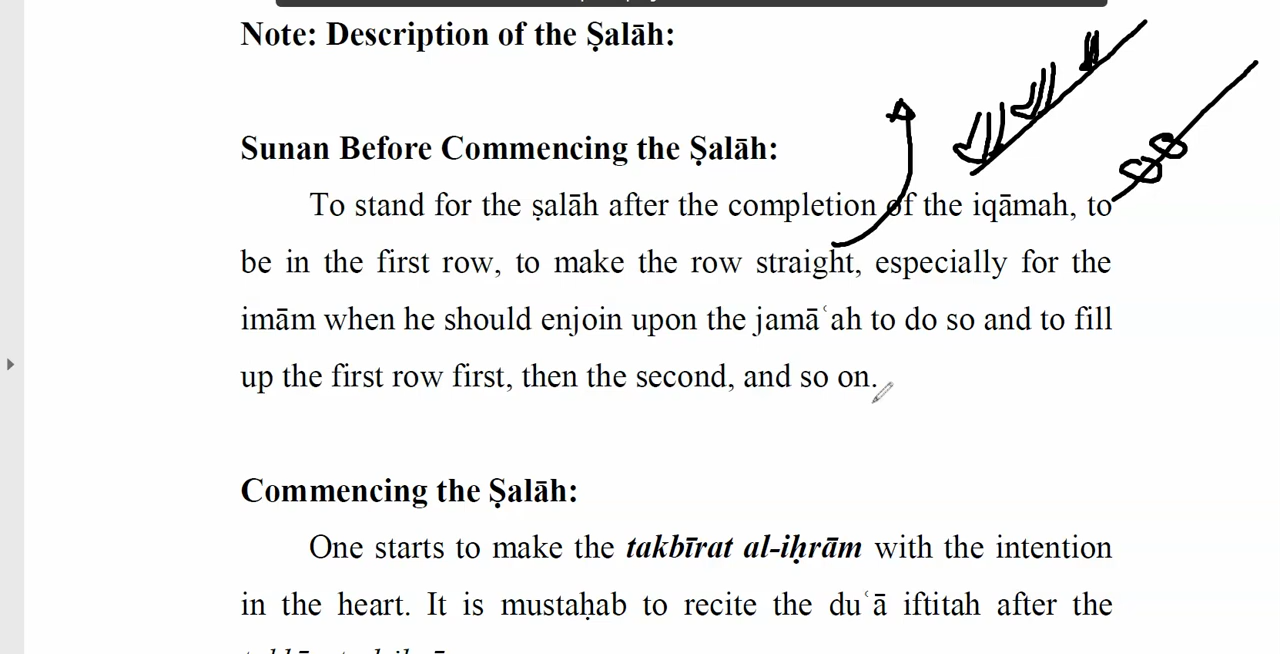 Note: Description of the Ṣalāh:
Sunan Before Commencing the Ṣalāh:
To stand for the ṣalāh after the completion of the iqāmah, to
be in the first row, to make the row straight, especially for the
imām when he should enjoin upon the jamāʿah to do so and to fill
up the first row first, then the second, and so on.
Commencing the Ṣalāh:
One starts to make the takbīrat al-iḥrām with the intention
in the heart. It is mustaḥab to recite the duʿā iftitah after the